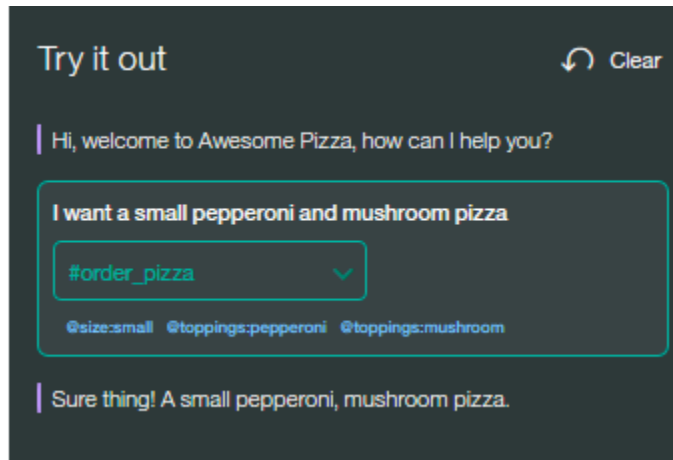 Try it out
Clear
Hi, welcome to Awesome Pizza, how can I help you?
I want a small pepperoni and mushroom pizza
#order_pizza
@size:small @toppings:pepperoni @toppings:mushroom
Sure thing! A small pepperoni, mushroom pizza.